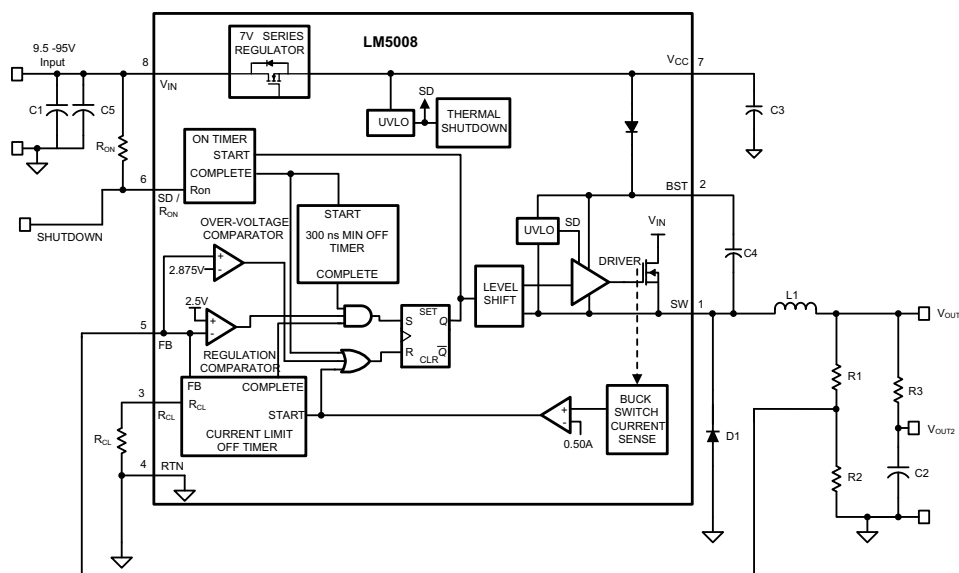 LM5008
9.5 -95V
Input
8
VIN
7V SERIES
REGULATOR
VCC
7
C1
C5
RON
C3
UVLO
SD
THERMAL
SHUTDOWN
ON TIMER
START
COMPLETE
Ron
6
SD /
RON
SHUTDOWN
START
300 ns MIN OFF
TIMER
COMPLETE
OVER-VOLTAGE
COMPARATOR
+
-
2.875V
2.5V
+
-
5
FB
REGULATION
COMPARATOR
BST
2
UVLO
SD
VIN
DRIVER
C4
LEVEL
SHIFT
SW
1
L1
VOUT
SET
S
Q
R
Q
CLR
FB
COMPLETE
RCL
START
CURRENT LIMIT
OFF TIMER
3
RCL
RCL
4
RTN
+
-
0.50A
BUCK
SWITCH
CURRENT
SENSE
D1
R1
R2
R3
VOUT2
C2